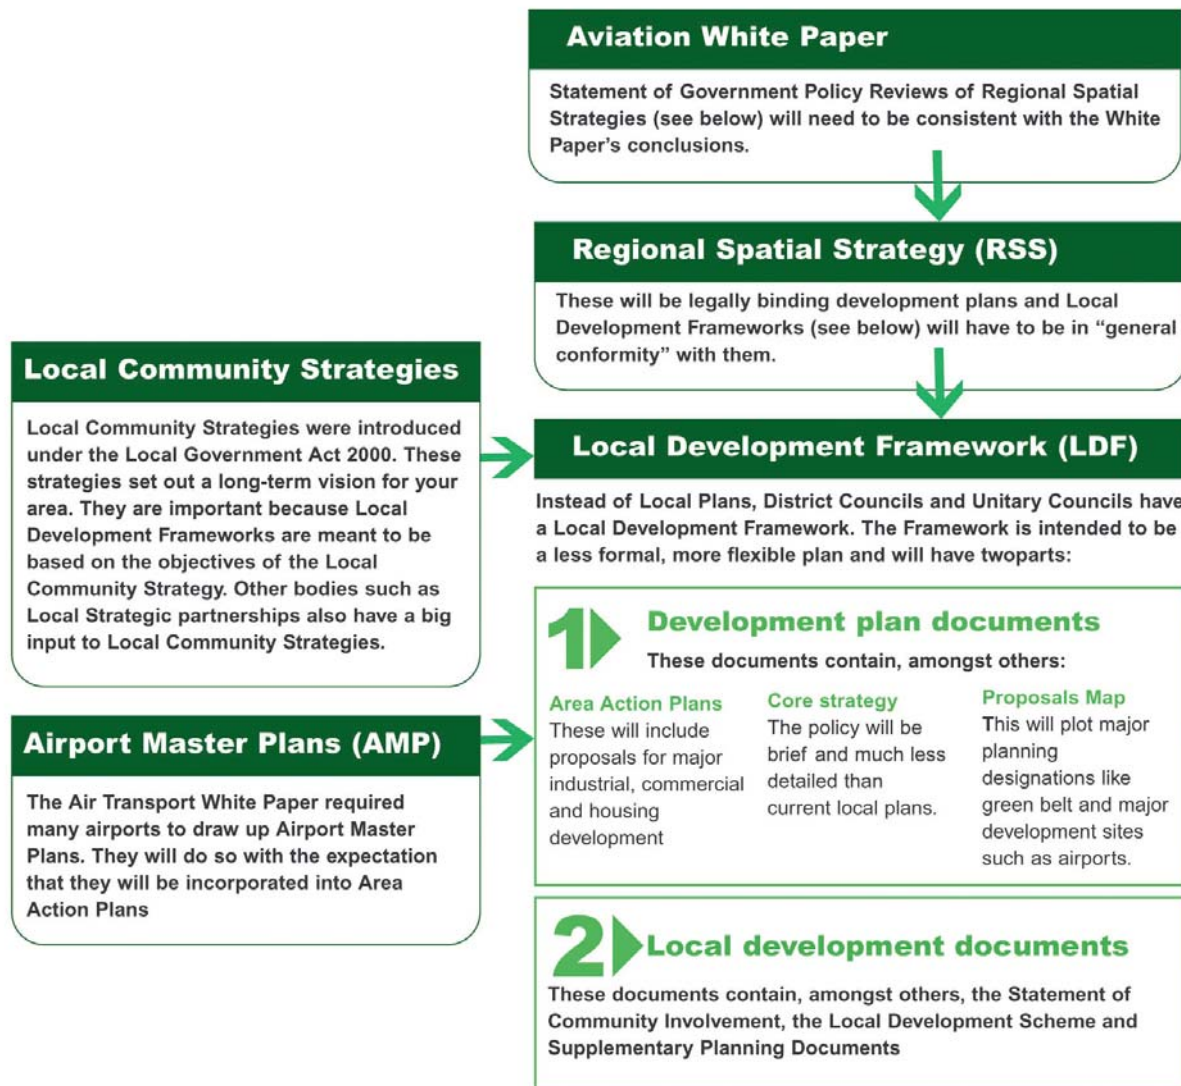 Aviation White Paper
Statement of Government Policy Reviews of Regional Spatial
Strategies (see below) will need to be consistent with the White
Paper's conclusions.
Regional Spatial Strategy (RSS)
These will be legally binding development plans and Local
Development Frameworks (see below) will have to be in “general
conformity” with them.
Local Community Strategies
Local Community Strategies were introduced
under the Local Government Act 2000. These
strategies set out a long-term vision for your
area. They are important because Local
Development Frameworks are meant to be
based on the objectives of the Local
Community Strategy. Other bodies such as
Local Strategic partnerships also have a big
input to Local Community Strategies.
Local Development Framework (LDF)
Instead of Local Plans, District Councils and Unitary Councils have
a Local Development Framework. The Framework is intended to be
a less formal, more flexible plan and will have twoparts:
Airport Master Plans (AMP)
The Air Transport White Paper required
many airports to draw up Airport Master
Plans. They will do so with the expectation
that they will be incorporated into Area
Action Plans
1 Development plan documents
These documents contain, amongst others:
Area Action Plans
These will include
proposals for major
industrial, commercial
and housing
development
Core strategy
The policy will be
brief and much less
detailed than
current local plans.
Proposals Map
This will plot major
planning
designations like
green belt and major
development sites
such as airports.
2 Local development documents
These documents contain, amongst others, the Statement of
Community Involvement, the Local Development Scheme and
Supplementary Planning Documents